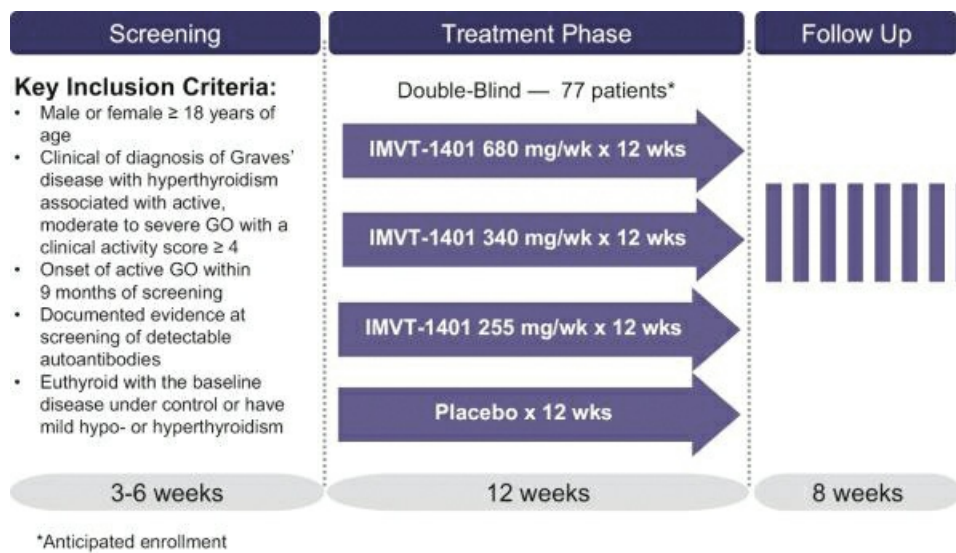 Screening
Treatment Phase
Follow Up
Key Inclusion Criteria:
• Male or female ≥ 18 years of
age
• Clinical of diagnosis of Graves’
disease with hyperthyroidism
associated with active,
moderate to severe GO with a
clinical activity score ≥ 4
• Onset of active GO within
9 months of screening
• Documented evidence at
screening of detectable
autoantibodies
• Euthyroid with the baseline
disease under control or have
mild hypo- or hyperthyroidism
Double-Blind — 77 patients*
IMVT-1401 680 mg/wk x 12 wks
IMVT-1401 340 mg/wk x 12 wks
IMVT-1401 255 mg/wk x 12 wks
Placebo x 12 wks
3-6 weeks
12 weeks
8 weeks
*Anticipated enrollment